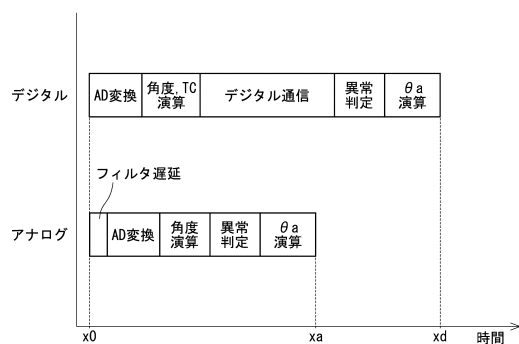 デジタル
AD変換
角度,TC
演算
デジタル通信
異常
判定
θa
演算
フィルタ遅延
アナログ
AD変換
角度
演算
異常
判定
θa
演算
x0
xa
xd
時間